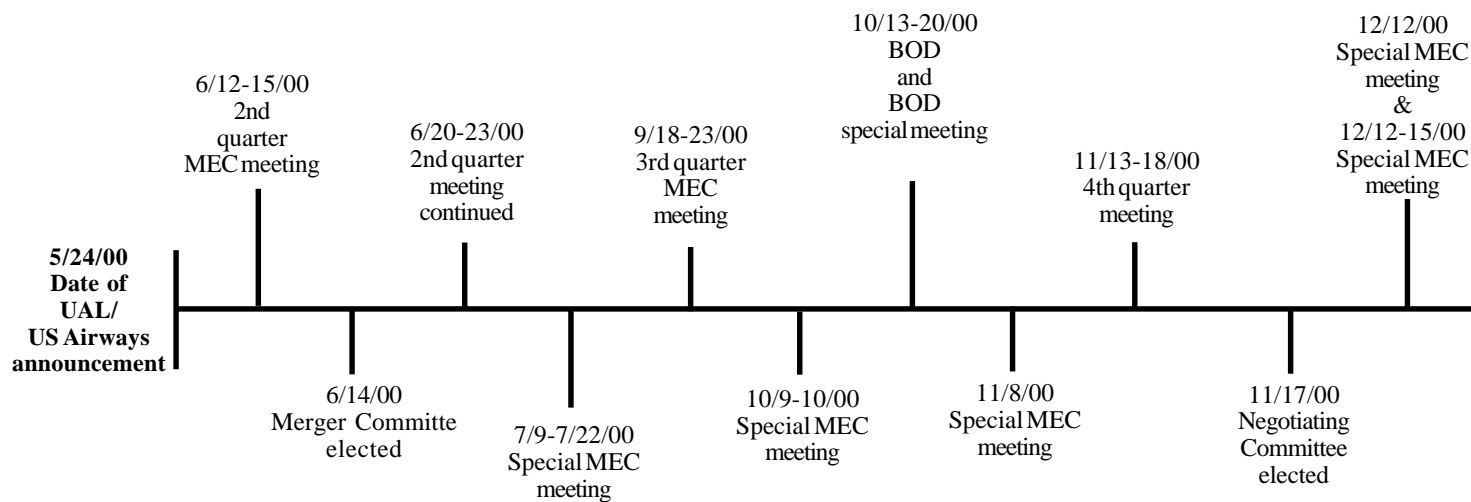 5/24/00
Date of
UAL/
US Airways
announcement
6/12-15/00
2nd
quarter
MEC meeting
6/14/00
Merger Committe
elected
6/20-23/00
2nd quarter
meeting
continued
7/9-7/22/00
Special MEC
meeting
9/18-23/00
3rd quarter
MEC
meeting
10/9-10/00
Special MEC
meeting
10/13-20/00
BOD
and
BOD
special meeting
11/8/00
Special MEC
meeting
11/13-18/00
4th quarter
meeting
11/17/00
Negotiating
Committee
elected
12/12/00
Special MEC
meeting
&
12/12-15/00
Special MEC
meeting